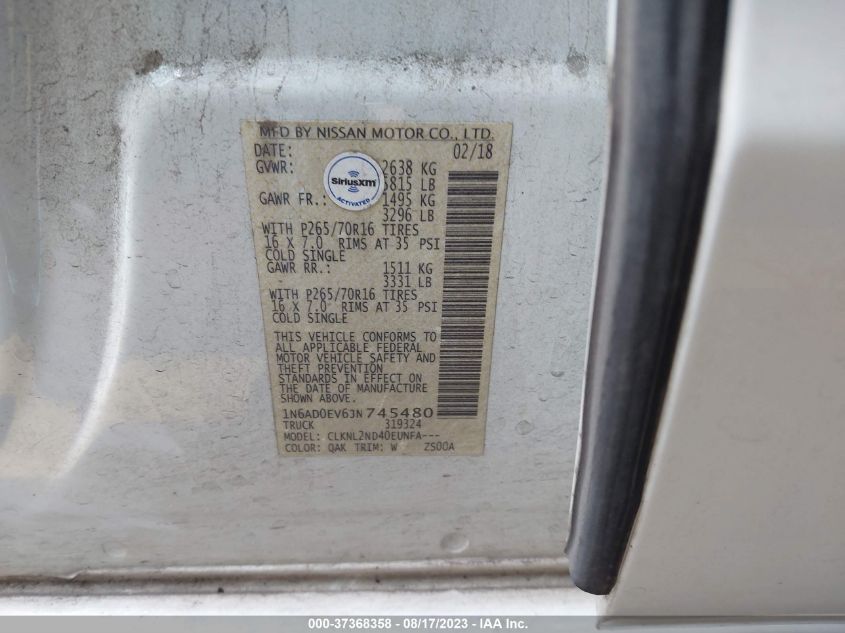 MFD BY NISSAN MOTOR CO., LTD.
DATE: 02/18
GVWR: 2638 KG
5815 LB
SiriusXM
ACTIVATED
GAWR FR.: 1495 KG
3296 LB
WITH P265/70R16 TIRES
16 X 7.0 RIMS AT 35 PSI
COLD SINGLE
GAWR RR.: 1511 KG
3331 LB
WITH P265/70R16 TIRES
16 X 7.0 RIMS AT 35 PSI
COLD SINGLE
THIS VEHICLE CONFORMS TO
ALL APPLICABLE FEDERAL
MOTOR VEHICLE SAFETY AND
THEFT PREVENTION
STANDARDS IN EFFECT ON
THE DATE OF MANUFACTURE
SHOWN ABOVE.
1N6AD0EV63N745480
TRUCK 319324
MODEL: CLKNL2ND40EUNFA---
COLOR: QAK TRIM: W ZS00A
000-37368358 - 08/17/2023 - IAA Inc.